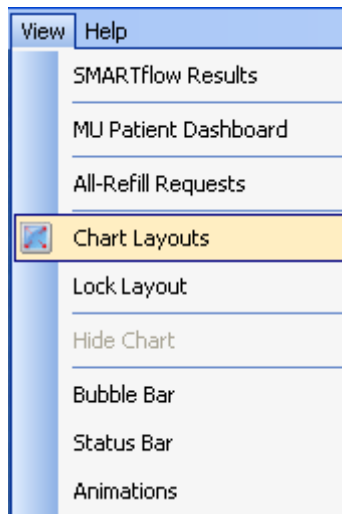 View Help
SMARTflow Results
MU Patient Dashboard
All-Refill Requests
Chart Layouts
Lock Layout
Hide Chart
Bubble Bar
Status Bar
Animations